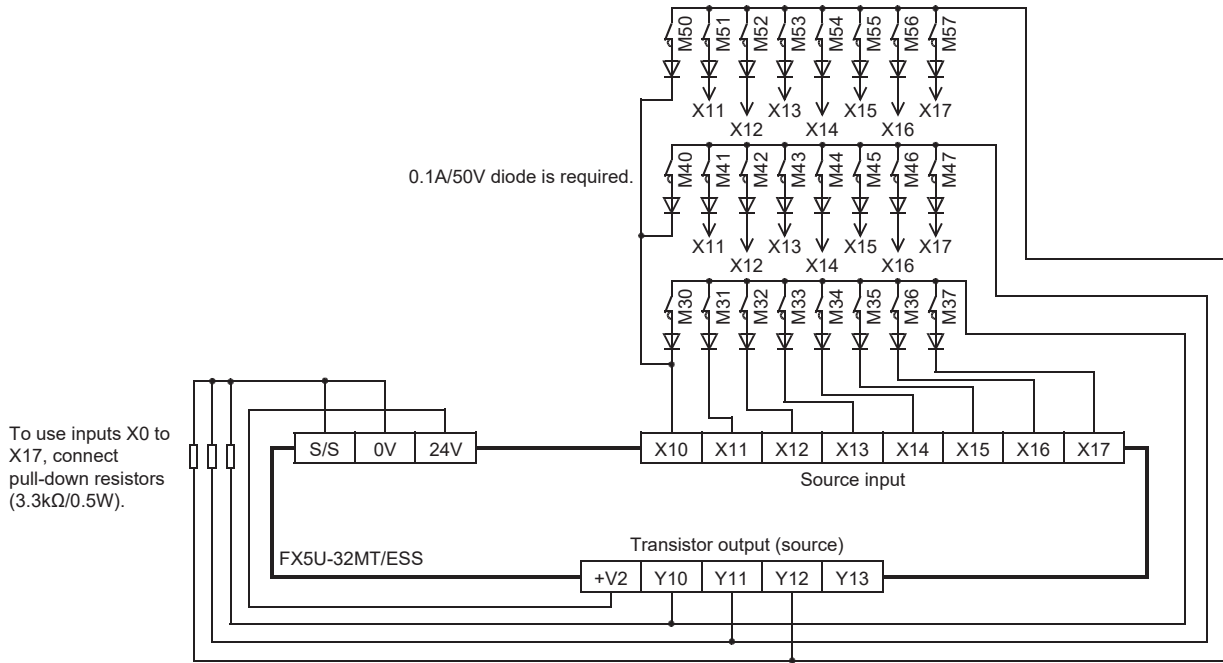 M50 M51 M52 M53 M54 M55 M56 M57
X11 X13 X15 X17
X12 X14 X16
0.1A/50V diode is required.
M40 M41 M42 M43 M44 M45 M46 M47
X11 X13 X15 X17
X12 X14 X16
M30 M31 M32 M33 M34 M35 M36 M37
To use inputs X0 to
X17, connect
pull-down resistors
(3.3kΩ/0.5W).
S/S 0V 24V
X10 X11 X12 X13 X14 X15 X16 X17
Source input
FX5U-32MT/ESS
Transistor output (source)
+V2 Y10 Y11 Y12 Y13